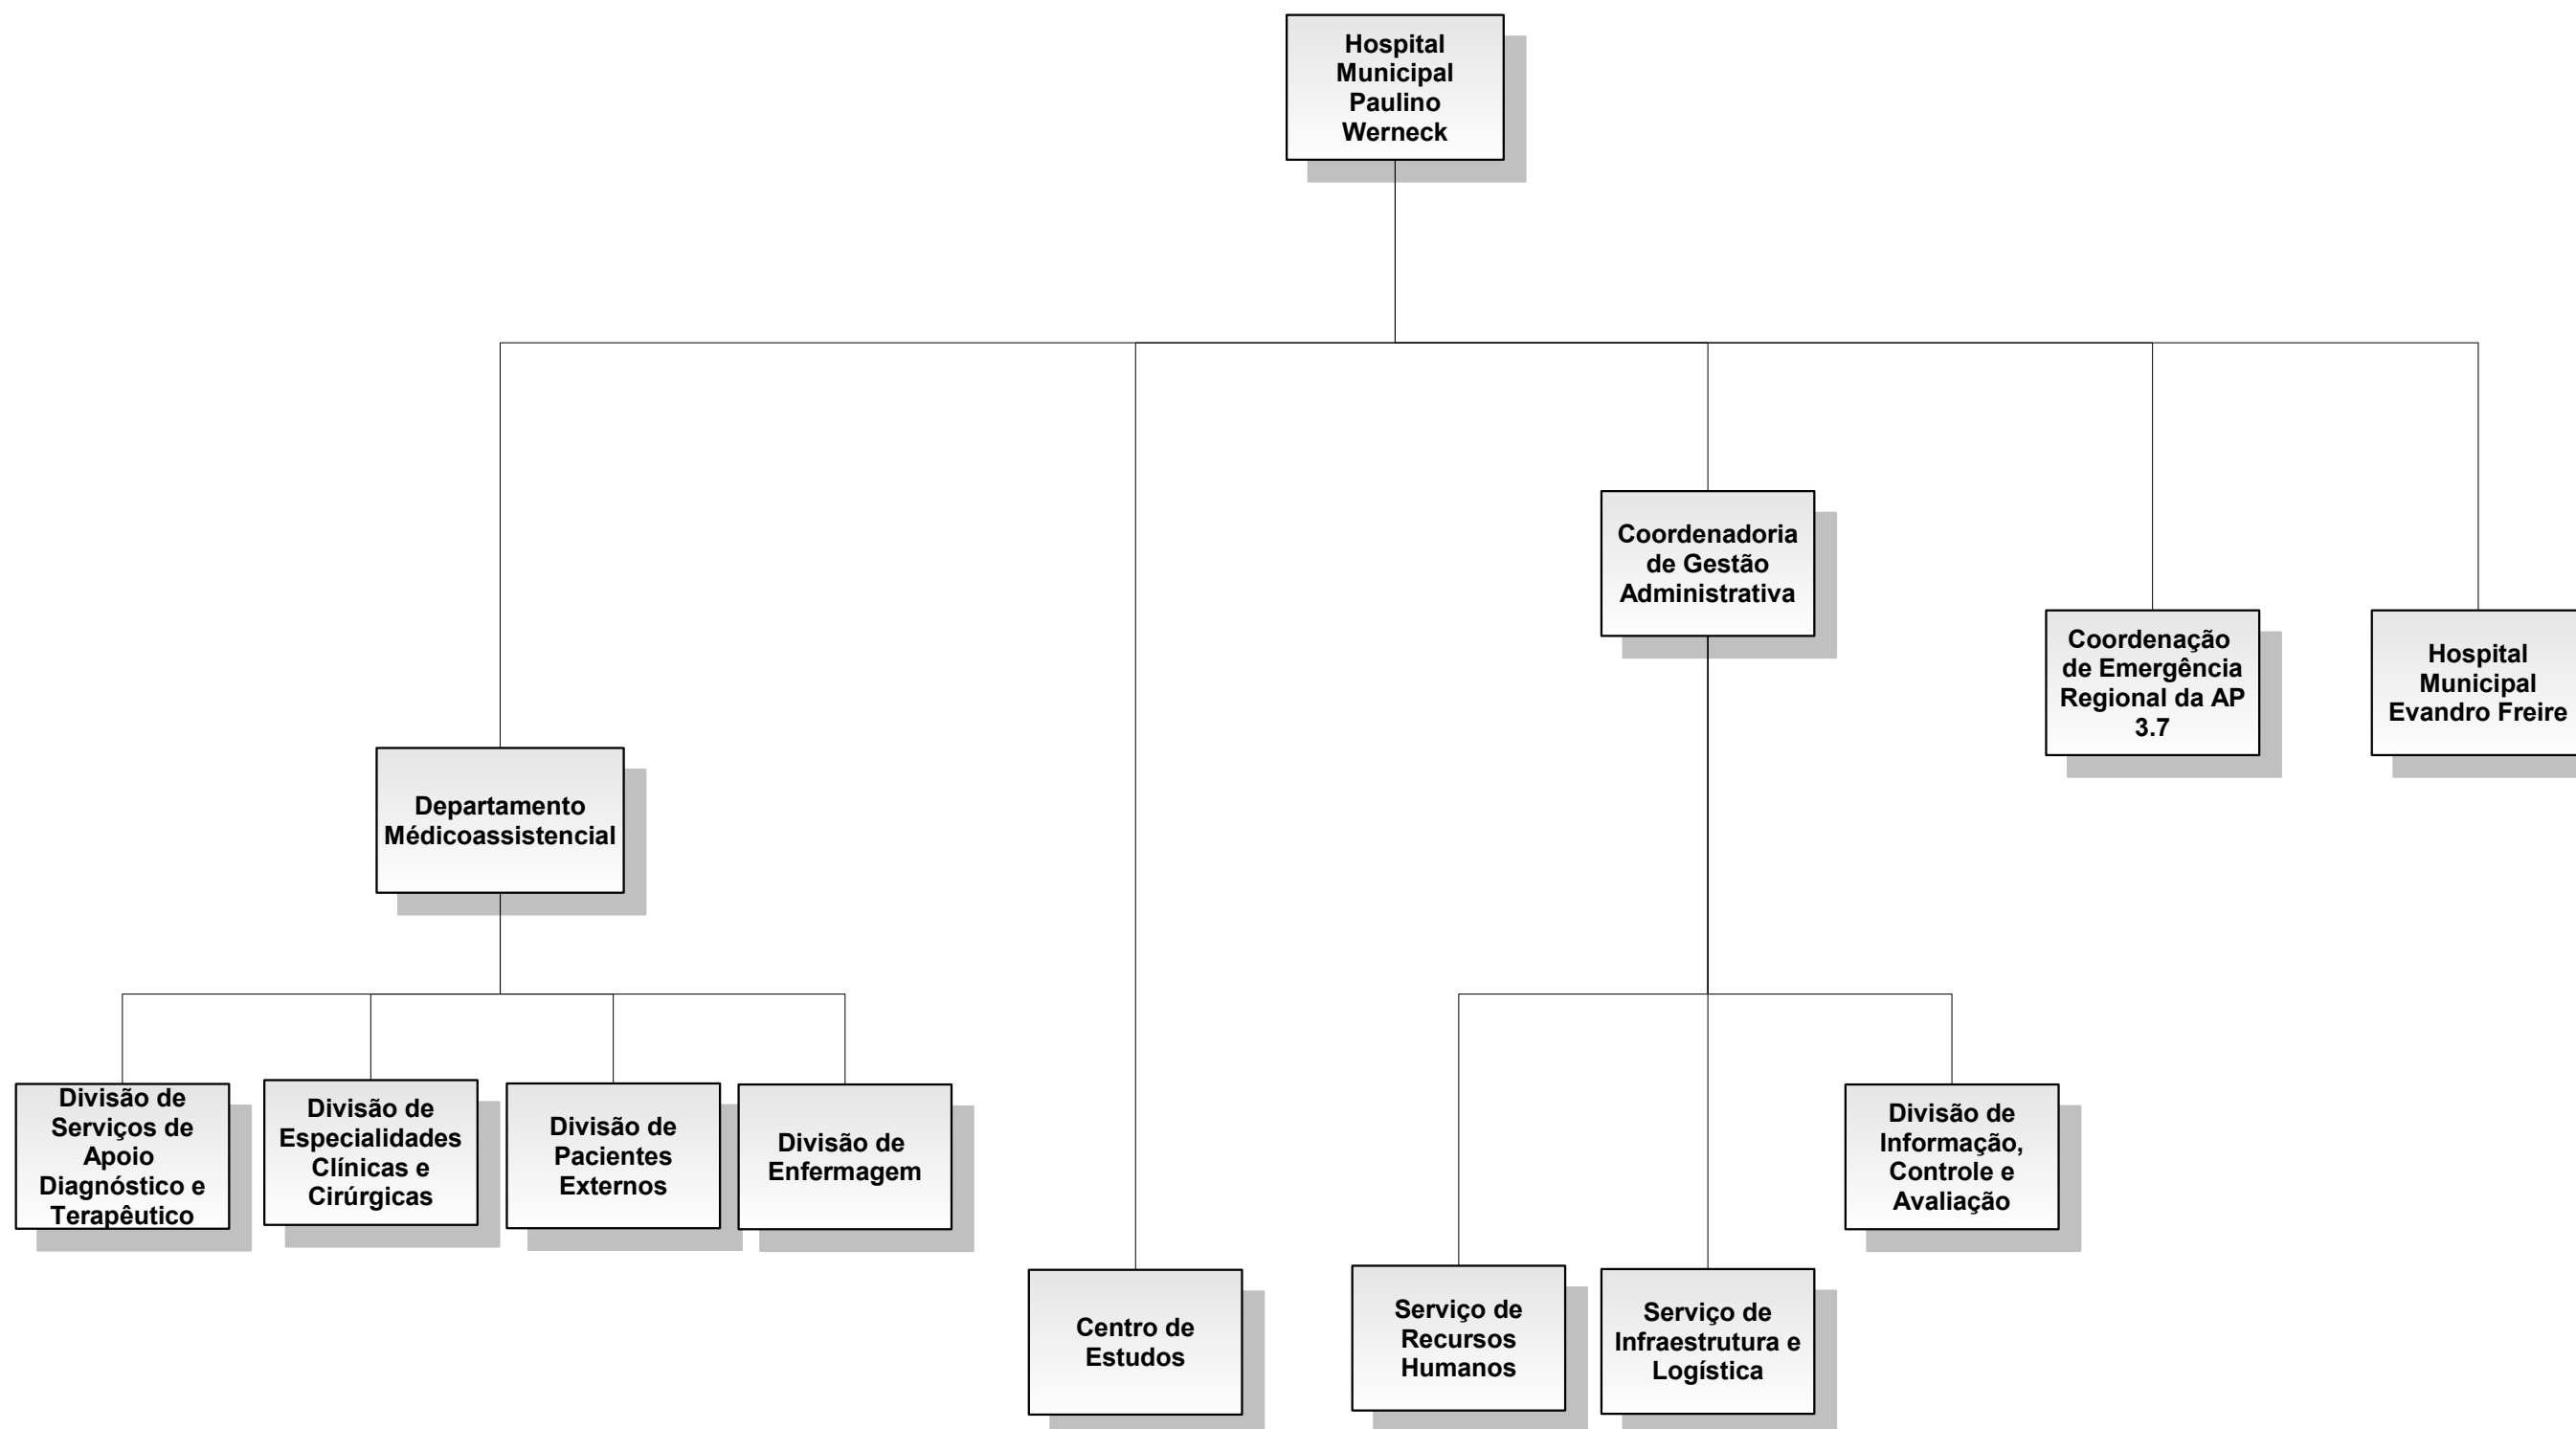 Hospital
Municipal
Paulino
Werneck
Coordenadoria
de Gestão
Administrativa
Coordenação
de Emergência
Regional da AP
3.7
Hospital
Municipal
Evandro Freire
Departamento
Médicoassistencial
Divisão de
Serviços de
Apoio
Diagnóstico e
Terapêutico
Divisão de
Especialidades
Clínicas e
Cirúrgicas
Divisão de
Pacientes
Externos
Divisão de
Enfermagem
Divisão de
Informação,
Controle e
Avaliação
Centro de
Estudos
Serviço de
Recursos
Humanos
Serviço de
Infraestrutura e
Logística